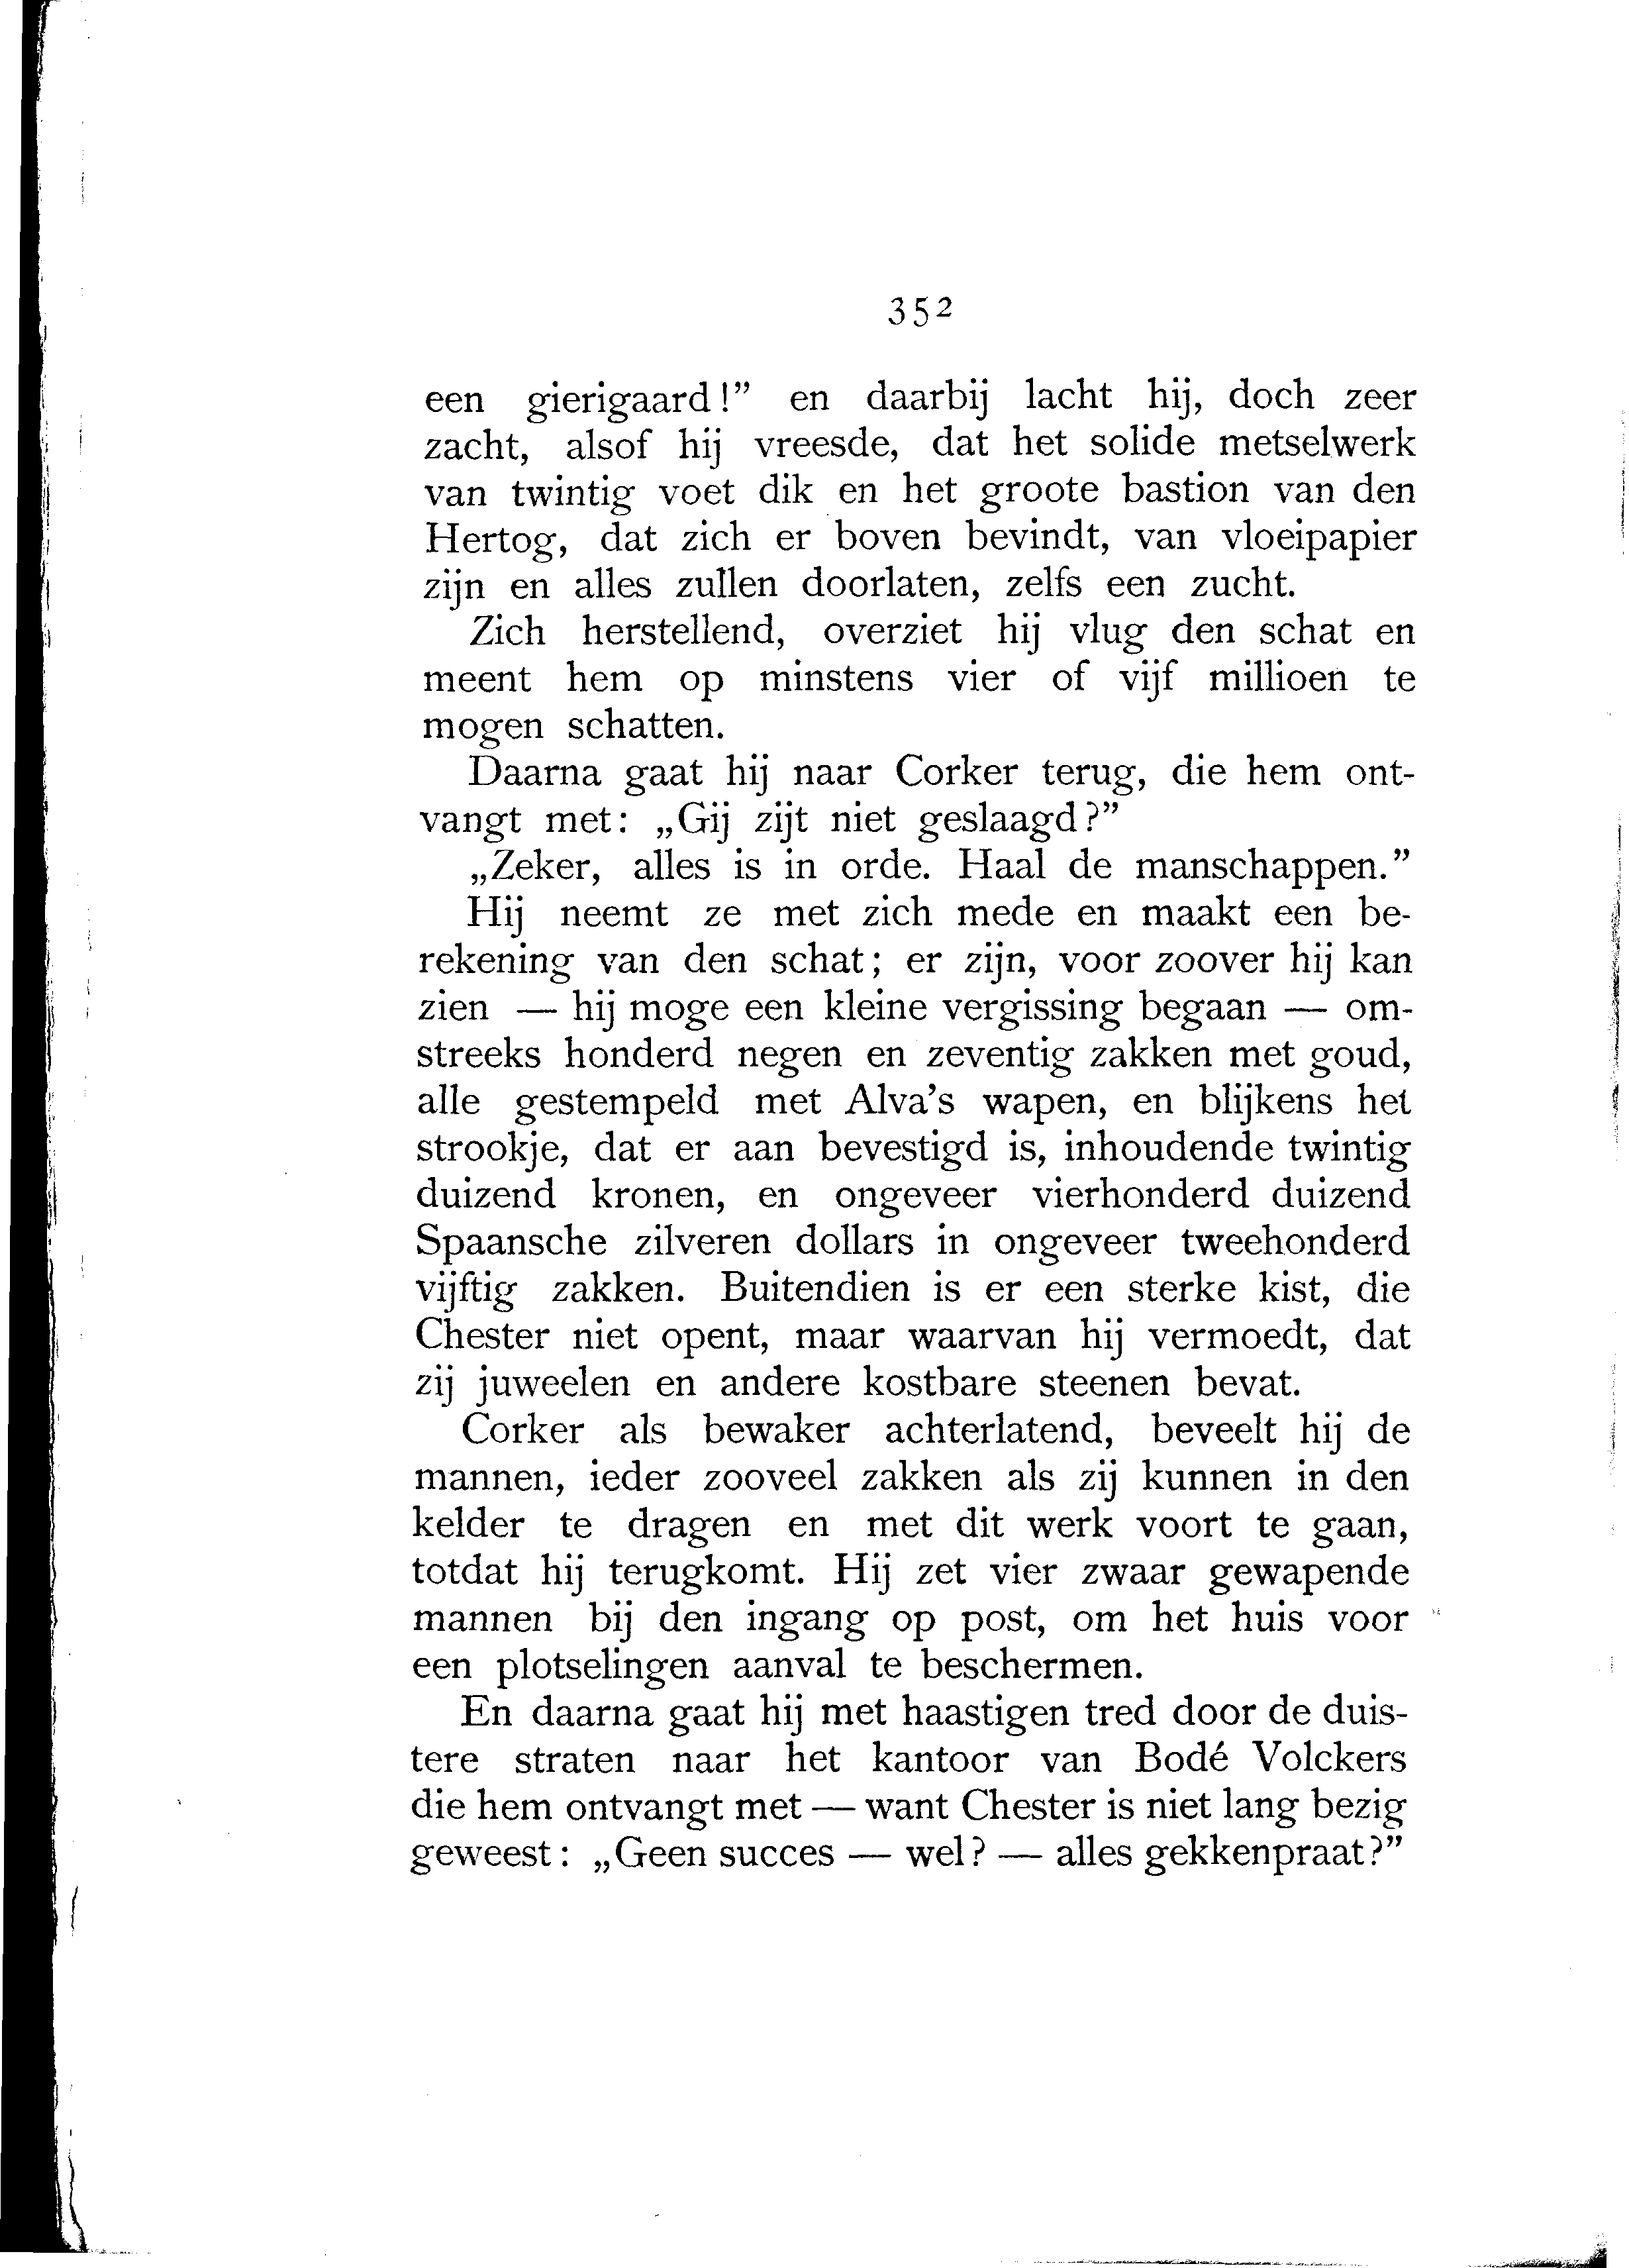 352
een gierigaard!” en daarbij lacht hij, doch zeer
zacht, alsof hij vreesde, dat het solide metselwerk
van twintig voet dik en het groote bastion van den
Hertog, dat zich er boven bevindt, van vloeipapier
zijn en alles zullen doorlaten, zelfs een zucht.
Zich herstellend, overziet hij vlug den schat en
meent hem op minstens vier of vijf millioen te
mogen schatten.
Daarna gaat hij naar Corker terug, die hem ont-
vangt met: „Gij zijt niet geslaagd?”
„Zeker, alles is in orde. Haal de manschappen.”
Hij neemt ze met zich mede en maakt een be-
rekening van den schat; er zijn, voor zoover hij kan
zien — hij moge een kleine vergissing begaan — om-
streeks honderd negen en zeventig zakken met goud,
alle gestempeld met Alva’s wapen, en blijkens het
strookje, dat er aan bevestigd is, inhoudende twintig
duizend kronen, en ongeveer vierhonderd duizend
Spaansche zilveren dollars in ongeveer tweehonderd
vijftig zakken. Buitendien is er een sterke kist, die
Chester niet opent, maar waarvan hij vermoedt, dat
zij juweelen en andere kostbare steenen bevat.
Corker als bewaker achterlatend, beveelt hij de
mannen, ieder zooveel zakken als zij kunnen in den
kelder te dragen en met dit werk voort te gaan,
totdat hij terugkomt. Hij zet vier zwaar gewapende
mannen bij den ingang op post, om het huis voor
een plotselingen aanval te beschermen.
En daarna gaat hij met haastigen tred door de duis-
tere straten naar het kantoor van Bodé Volckers
die hem ontvangt met — want Chester is niet lang bezig
geweest: „Geen succes — wel? — alles gekkenpraat?”